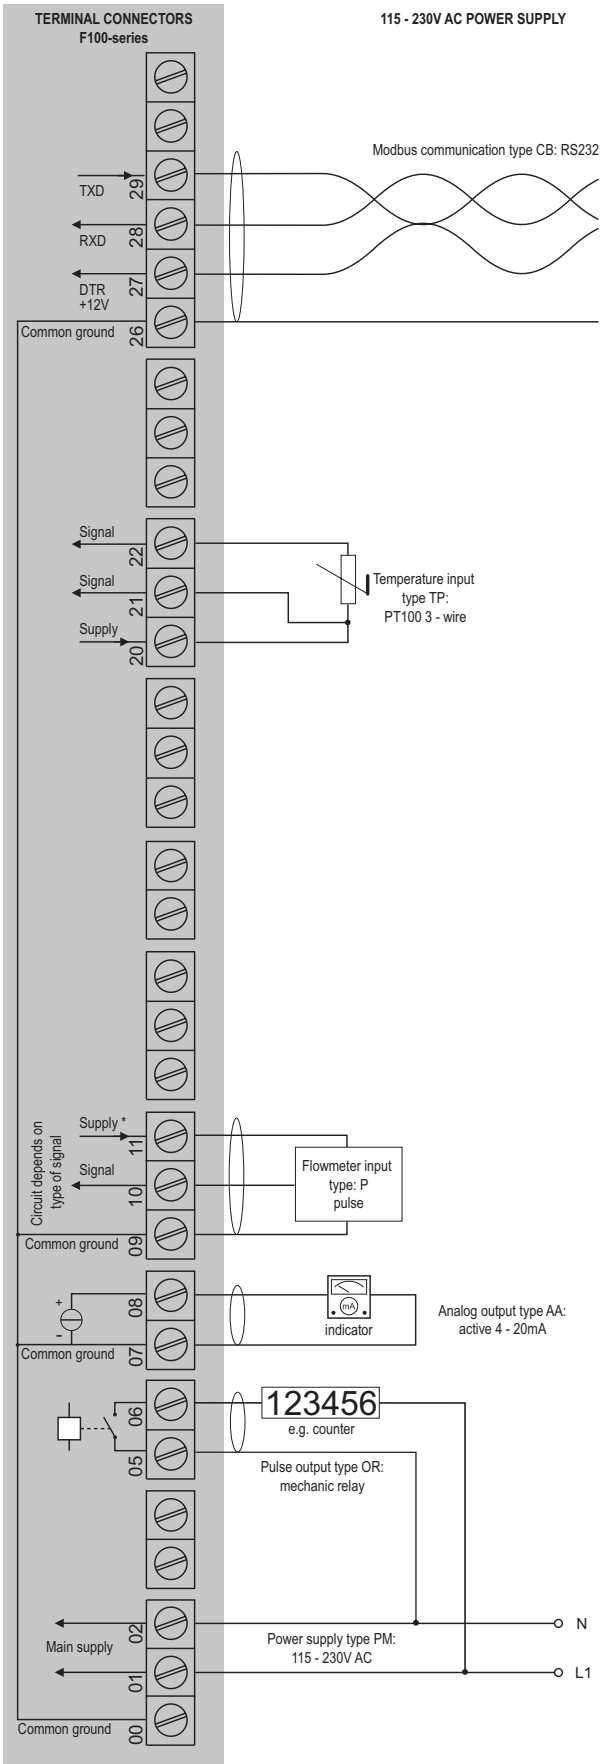 TERMINAL CONNECTORS
F100-series
115 - 230V AC POWER SUPPLY
Modbus communication type CB: RS232
TXD
29
RXD
28
DTR
+12V
27
Common ground
26
Signal
22
Signal
21
Supply
20
Temperature input
type TP:
PT100 3 - wire
Circuit depends on
type of signal
Supply *
11
Signal
10
Common ground
09
Flowmeter input
type: P
pulse
+
-
08
Common ground
07
mA
indicator
Analog output type AA:
active 4 - 20mA
06
05
123456
e.g. counter
Pulse output type OR:
mechanic relay
02
Main supply
01
Power supply type PM:
115 - 230V AC
N
L1
Common ground
00